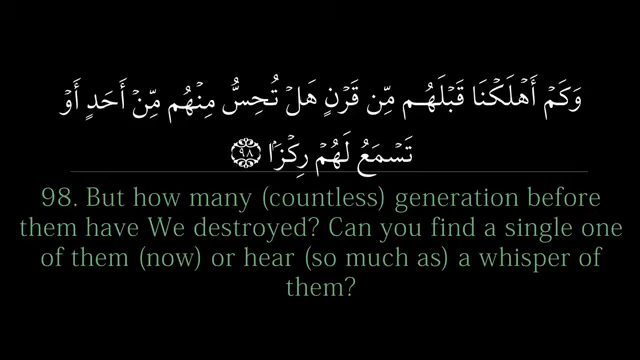 وَكَمْ أَهْلَكْنَا قَبْلَهُم مِّن قَرْنٍ هَلْ تُحِسُّ مِنْهُم مِّنْ أَحَدٍ أَوْ
تَسْمَعُ لَهُمْ رِكْزًۢا ۝٩٨
98. But how many (countless) generation before
them have We destroyed? Can you find a single one
of them (now) or hear (so much as) a whisper of
them?